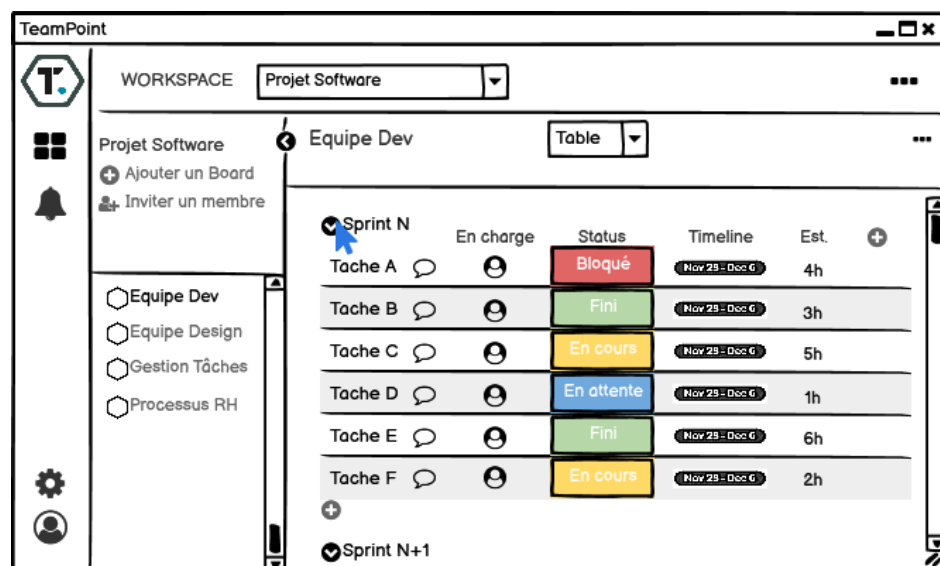 TeamPoint
T.
WORKSPACE Projet Software
Projet Software
Ajouter un Board
Inviter un membre
Equipe Dev
Equipe Design
Gestion Tâches
Processus RH
Equipe Dev Table
Sprint N
En charge Status Timeline Est.
Tache A Bloqué Nov 29 - Dec 6 4h
Tache B Fini Nov 29 - Dec 6 3h
Tache C En cours Nov 29 - Dec 6 5h
Tache D En attente Nov 29 - Dec 6 1h
Tache E Fini Nov 29 - Dec 6 6h
Tache F En cours Nov 29 - Dec 6 2h
Sprint N+1